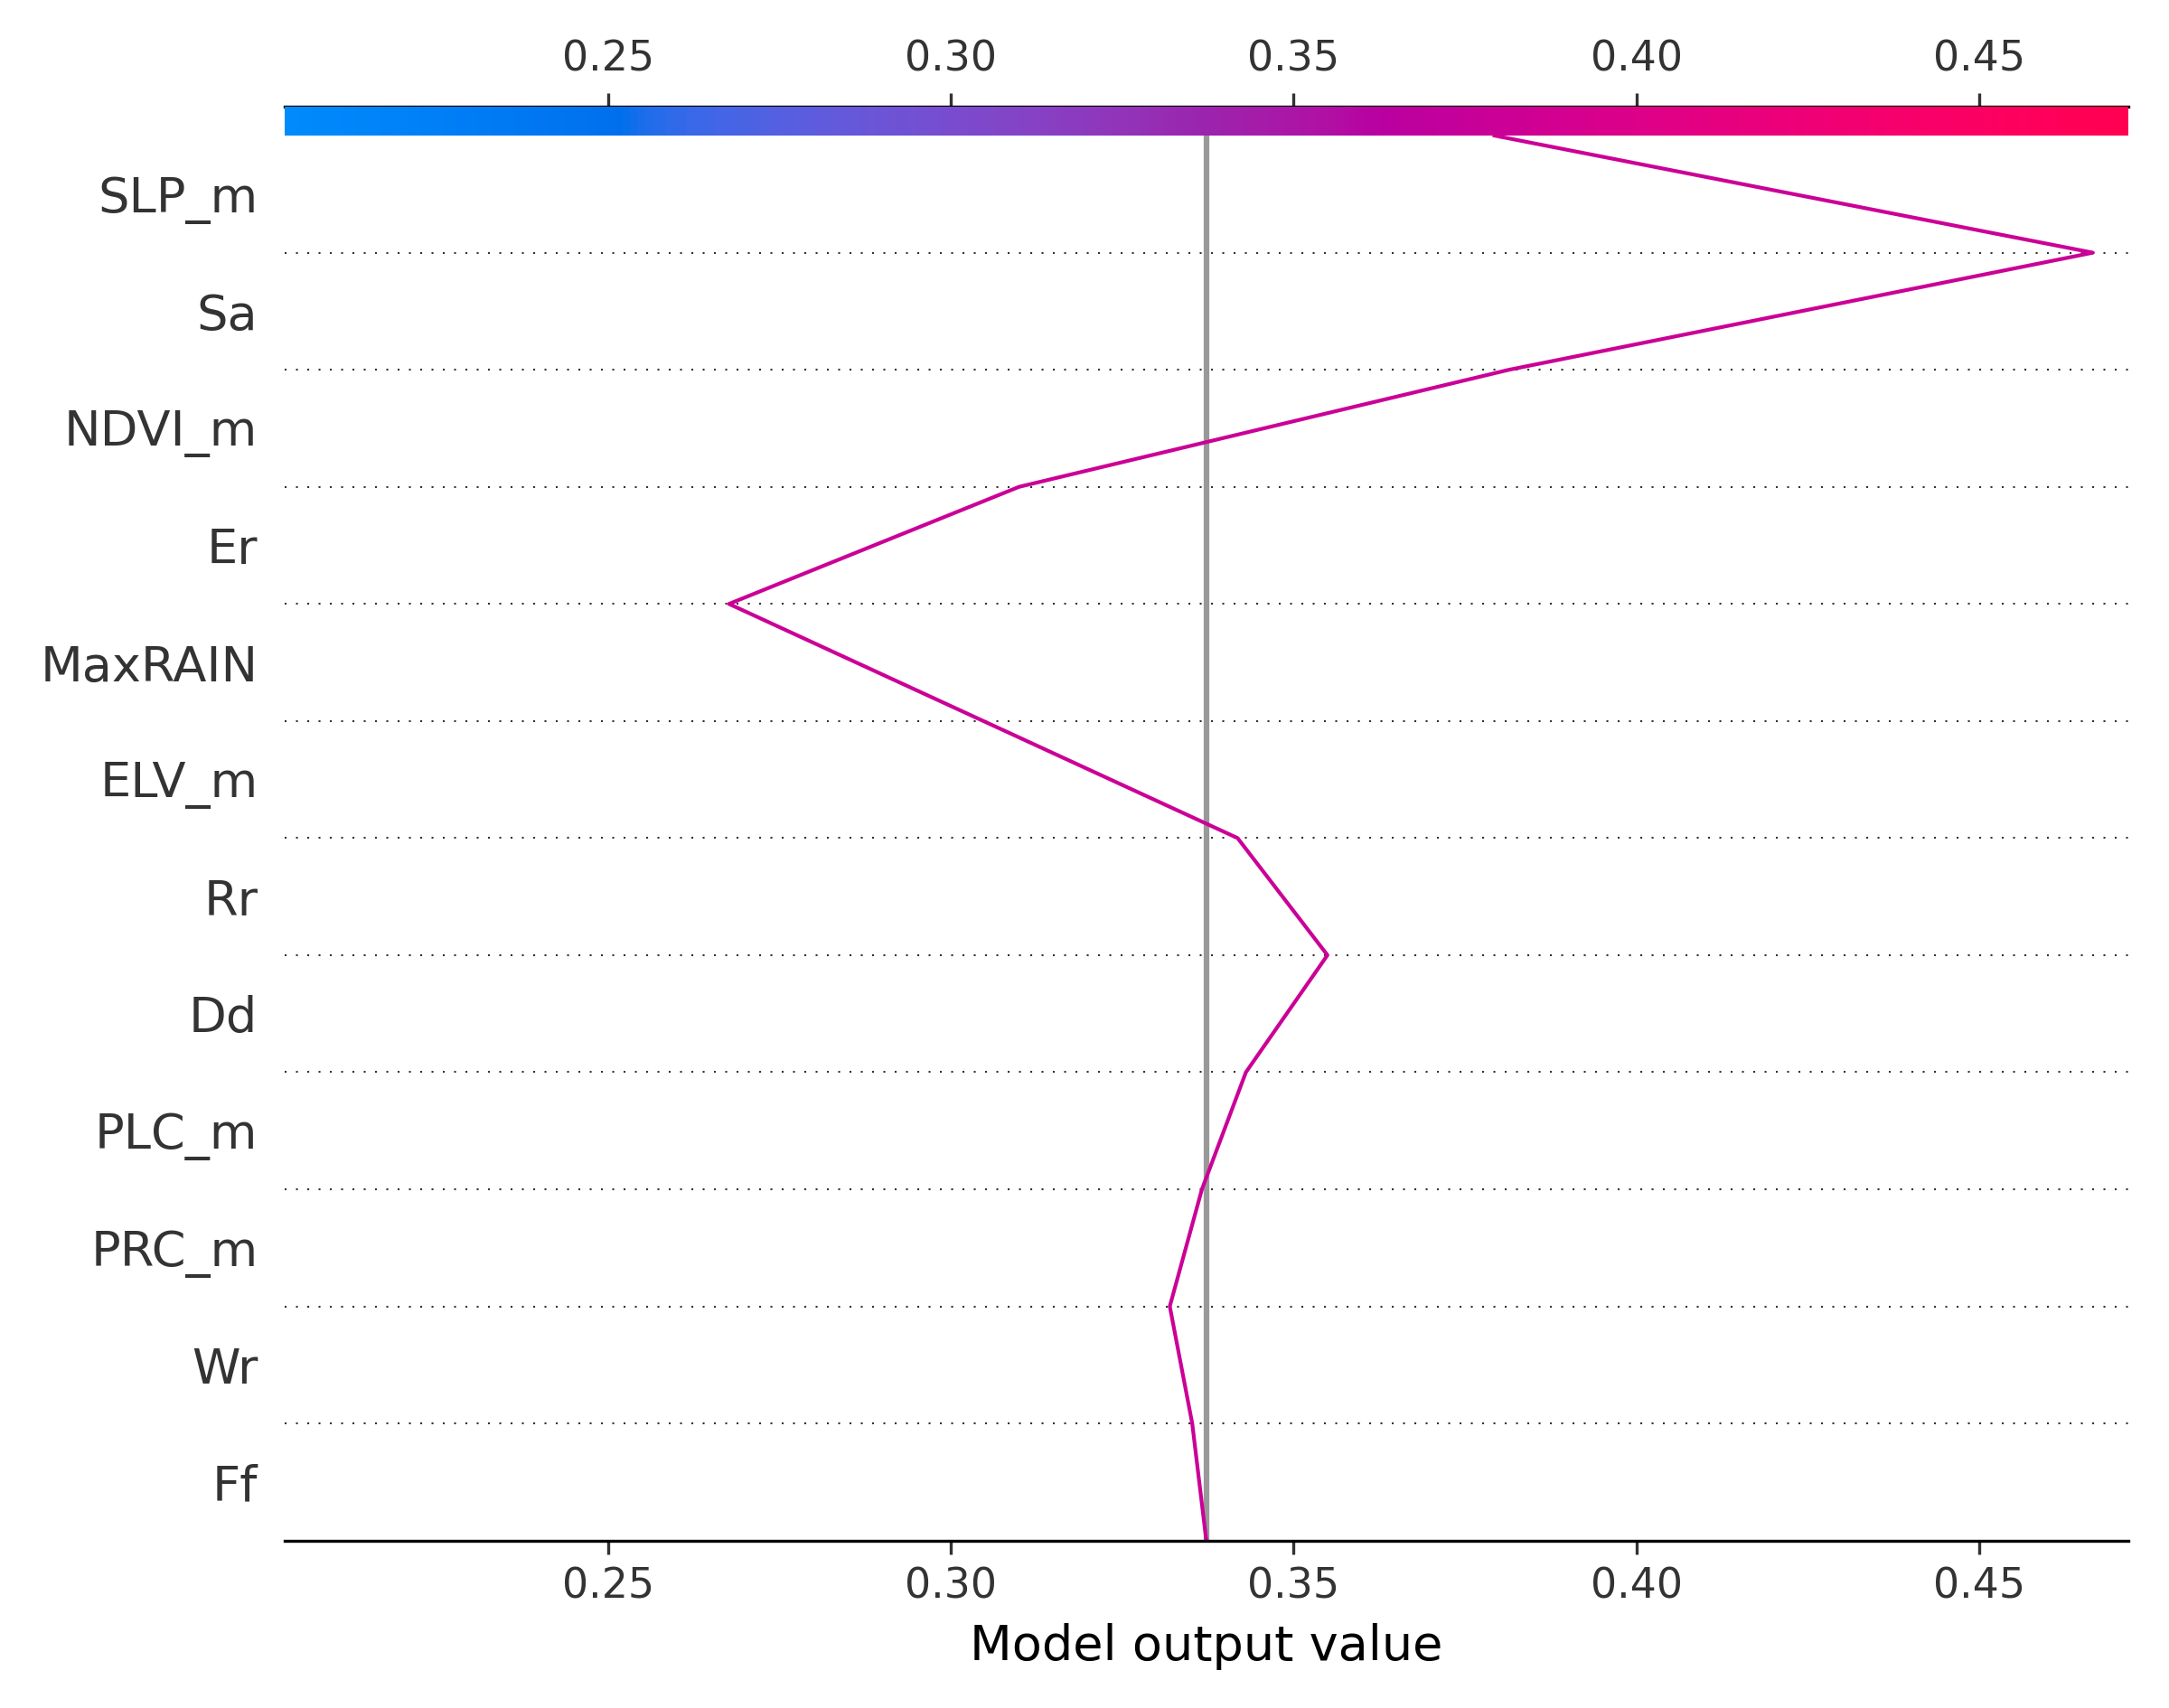 0.25 0.30 0.35 0.40 0.45
SLP_m
Sa
NDVI_m
Er
MaxRAIN
ELV_m
Rr
Dd
PLC_m
PRC_m
Wr
Ff
0.25 0.30 0.35 0.40 0.45
Model output value